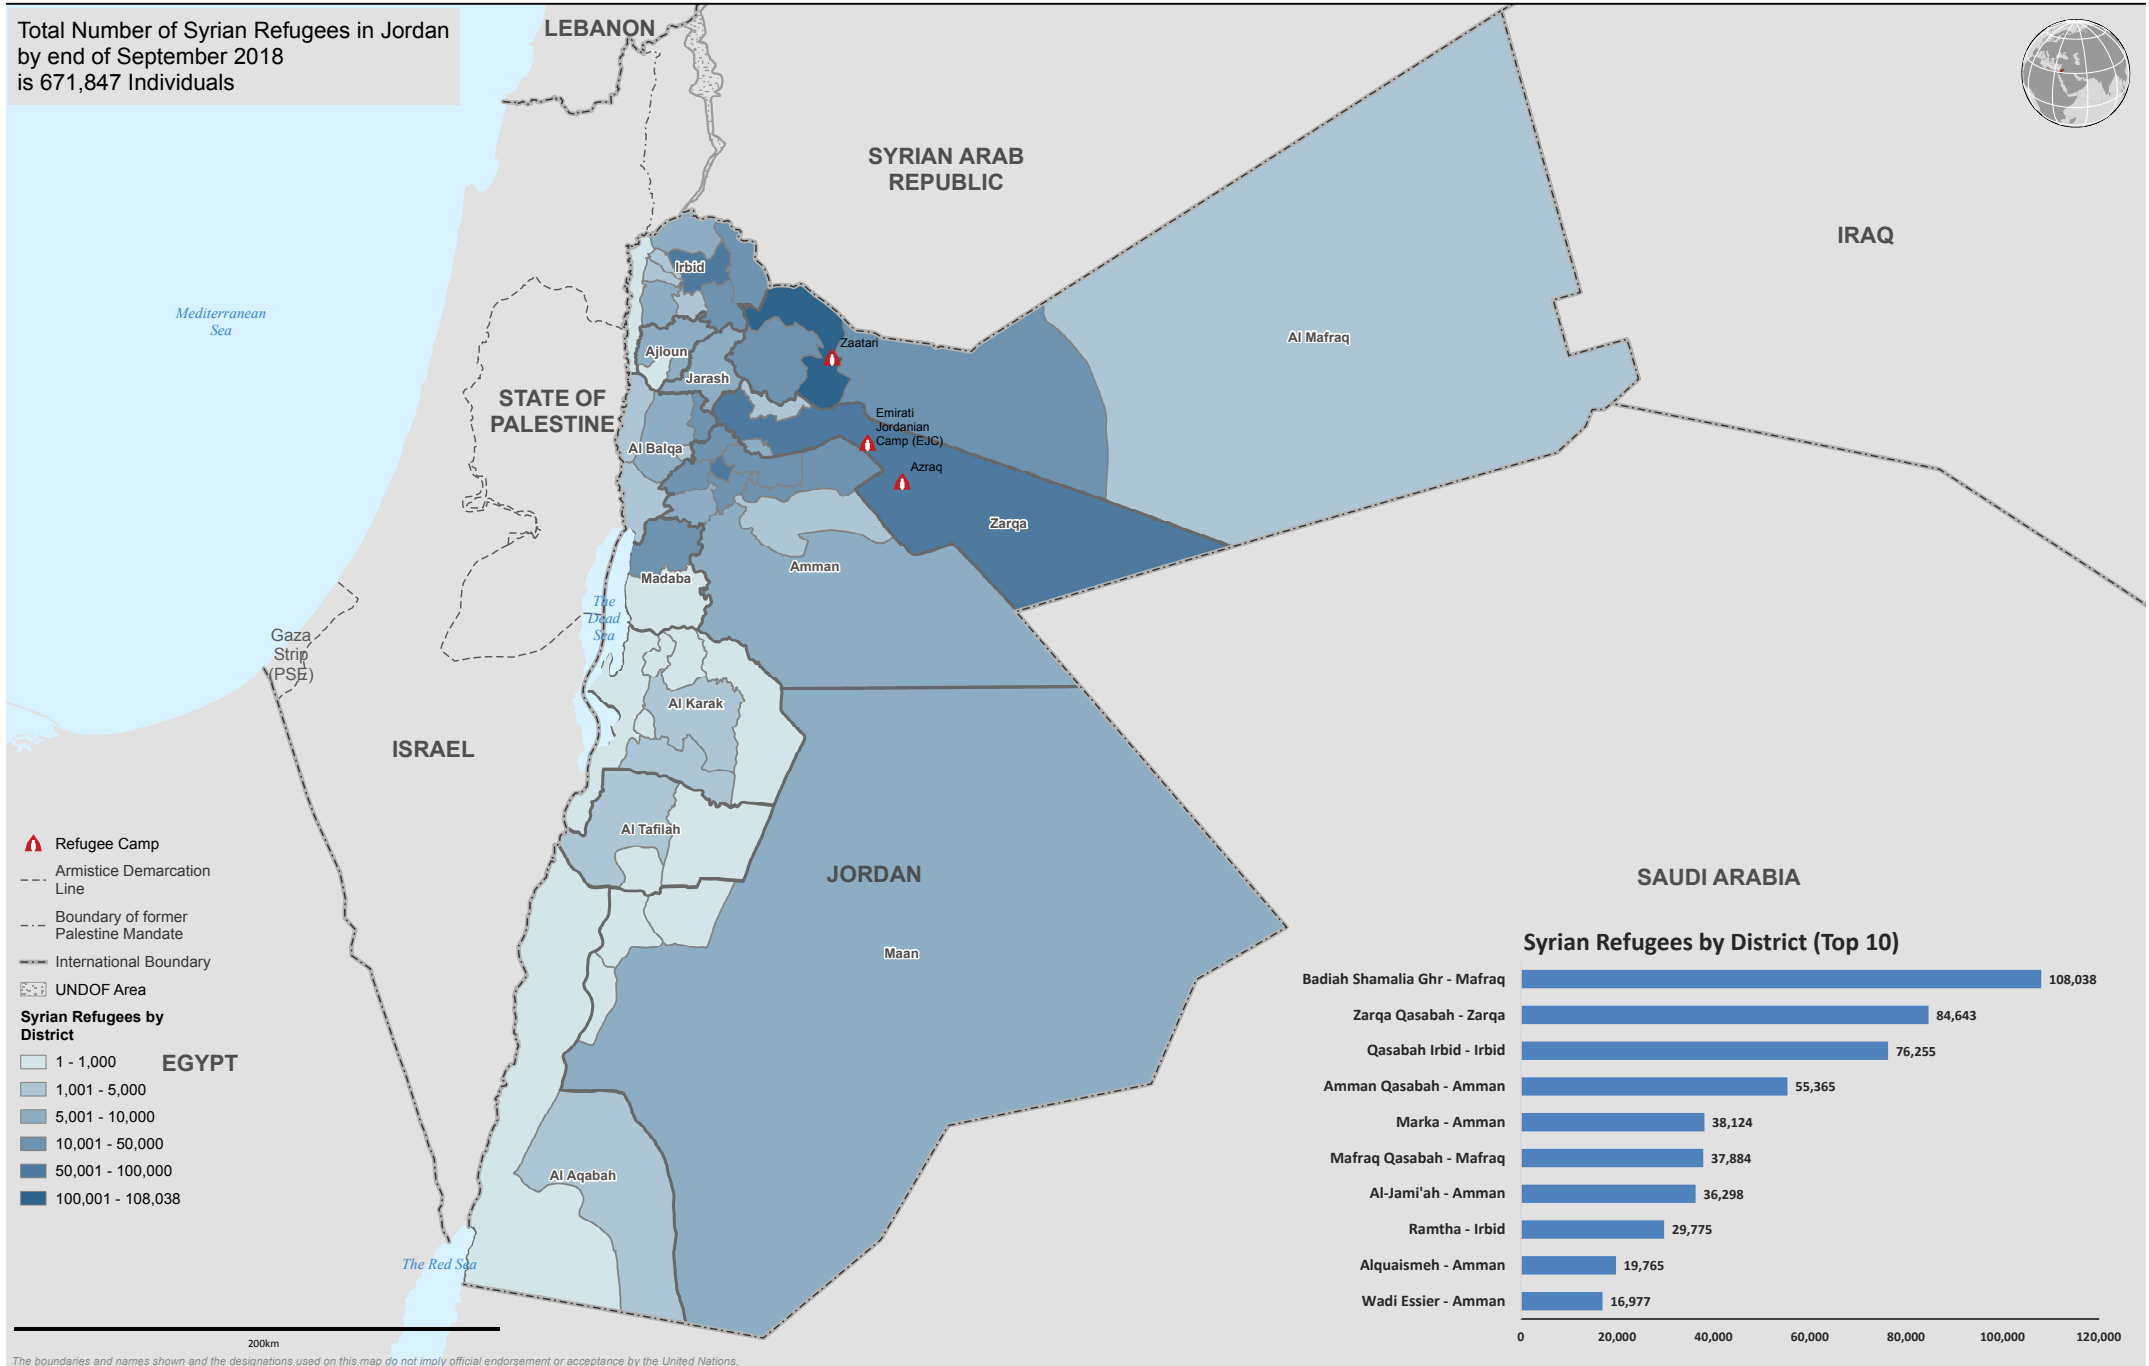 Total Number of Syrian Refugees in Jordan
by end of September 2018
is 671,847 Individuals
LEBANON
SYRIAN ARAB
REPUBLIC
IRAQ
Mediterranean
Sea
Irbid
Al Mafraq
Zaatari
Ajloun
Jarash
STATE OF
PALESTINE
Emirati
Jordanian
Camp (EJC)
Al Balqa
Azraq
Zarqa
Amman
Madaba
The
Dead
Sea
Gaza
Strip
(PSE)
Al Karak
ISRAEL
Al Tafilah
JORDAN
SAUDI ARABIA
Maan
EGYPT
Al Aqabah
The Red Sea
Refugee Camp
Armistice Demarcation
Line
Boundary of former
Palestine Mandate
International Boundary
UNDOF Area
Syrian Refugees by
District
1 - 1,000
1,001 - 5,000
5,001 - 10,000
10,001 - 50,000
50,001 - 100,000
100,001 - 108,038
Syrian Refugees by District (Top 10)
Badiah Shamalia Ghr - Mafraq 108,038
Zarqa Qasabah - Zarqa 84,643
Qasabah Irbid - Irbid 76,255
Amman Qasabah - Amman 55,365
Marka - Amman 38,124
Mafraq Qasabah - Mafraq 37,884
Al-Jami'ah - Amman 36,298
Ramtha - Irbid 29,775
Alquaismeh - Amman 19,765
Wadi Essier - Amman 16,977
0 20,000 40,000 60,000 80,000 100,000 120,000
200km
The boundaries and names shown and the designations used on this map do not imply official endorsement or acceptance by the United Nations.